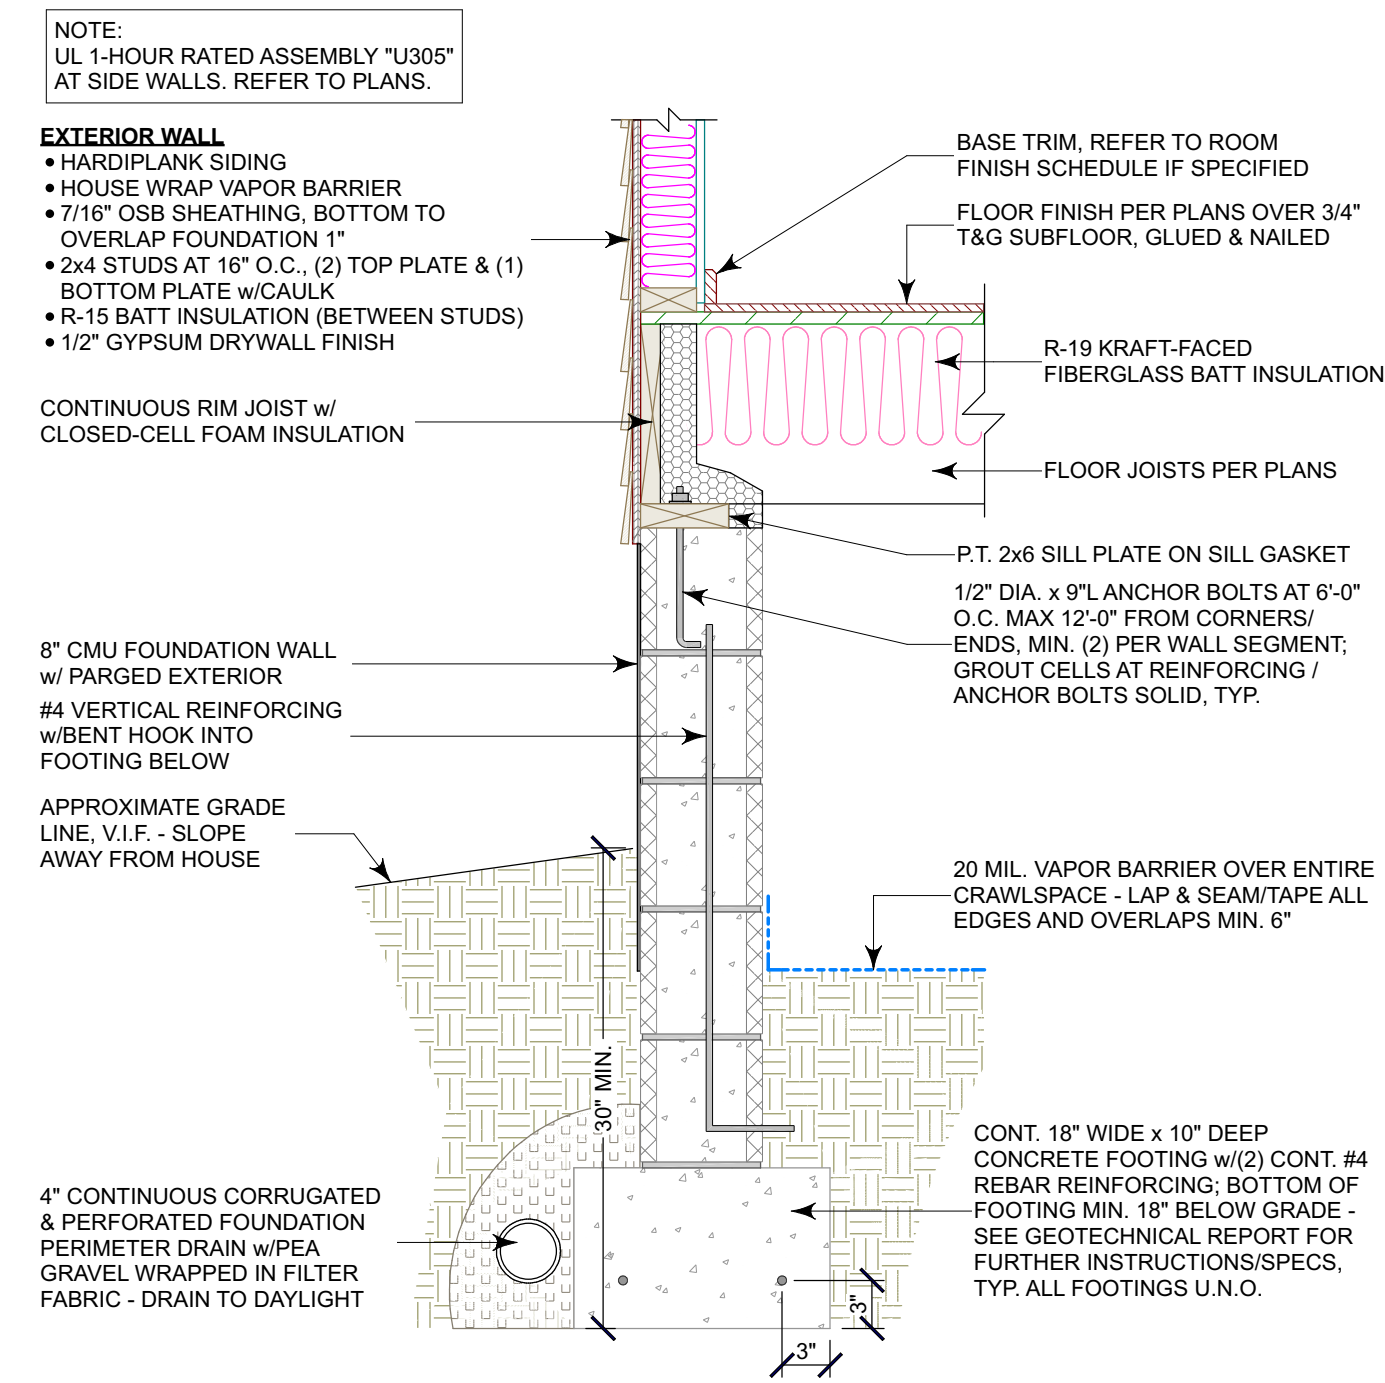 NOTE:
UL 1-HOUR RATED ASSEMBLY "U305"
AT SIDE WALLS. REFER TO PLANS.
EXTERIOR WALL
• HARDIPLANK SIDING
• HOUSE WRAP VAPOR BARRIER
• 7/16" OSB SHEATHING, BOTTOM TO
OVERLAP FOUNDATION 1"
• 2x4 STUDS AT 16" O.C., (2) TOP PLATE & (1)
BOTTOM PLATE w/CAULK
• R-15 BATT INSULATION (BETWEEN STUDS)
• 1/2" GYPSUM DRYWALL FINISH
CONTINUOUS RIM JOIST w/
CLOSED-CELL FOAM INSULATION
8" CMU FOUNDATION WALL
w/ PARGED EXTERIOR
#4 VERTICAL REINFORCING
w/BENT HOOK INTO
FOOTING BELOW
APPROXIMATE GRADE
LINE, V.I.F. - SLOPE
AWAY FROM HOUSE
4" CONTINUOUS CORRUGATED
& PERFORATED FOUNDATION
PERIMETER DRAIN w/PEA
GRAVEL WRAPPED IN FILTER
FABRIC - DRAIN TO DAYLIGHT
30" MIN.
BASE TRIM, REFER TO ROOM
FINISH SCHEDULE IF SPECIFIED
FLOOR FINISH PER PLANS OVER 3/4"
T&G SUBFLOOR, GLUED & NAILED
R-19 KRAFT-FACED
FIBERGLASS BATT INSULATION
FLOOR JOISTS PER PLANS
P.T. 2x6 SILL PLATE ON SILL GASKET
1/2" DIA. x 9"L ANCHOR BOLTS AT 6'-0"
O.C. MAX 12'-0" FROM CORNERS/
ENDS, MIN. (2) PER WALL SEGMENT;
GROUT CELLS AT REINFORCING /
ANCHOR BOLTS SOLID, TYP.
20 MIL. VAPOR BARRIER OVER ENTIRE
CRAWLSPACE - LAP & SEAM/TAPE ALL
EDGES AND OVERLAPS MIN. 6"
CONT. 18" WIDE x 10" DEEP
CONCRETE FOOTING w/(2) CONT. #4
REBAR REINFORCING; BOTTOM OF
FOOTING MIN. 18" BELOW GRADE -
SEE GEOTECHNICAL REPORT FOR
FURTHER INSTRUCTIONS/SPECS,
TYP. ALL FOOTINGS U.N.O.
3"
3"